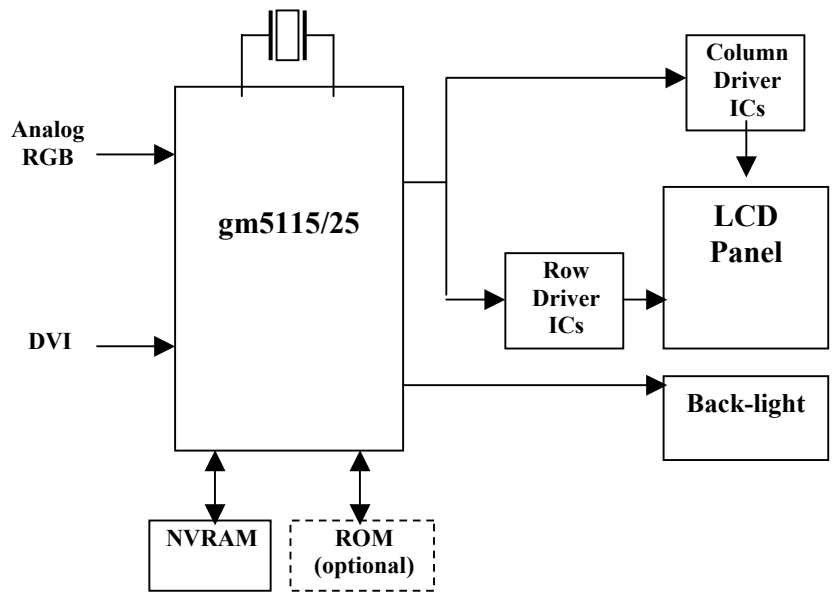 Column
Driver
ICs
Analog
RGB
gm5115/25
LCD
Panel
Row
Driver
ICs
DVI
Back-light
NVRAM
ROM
(optional)